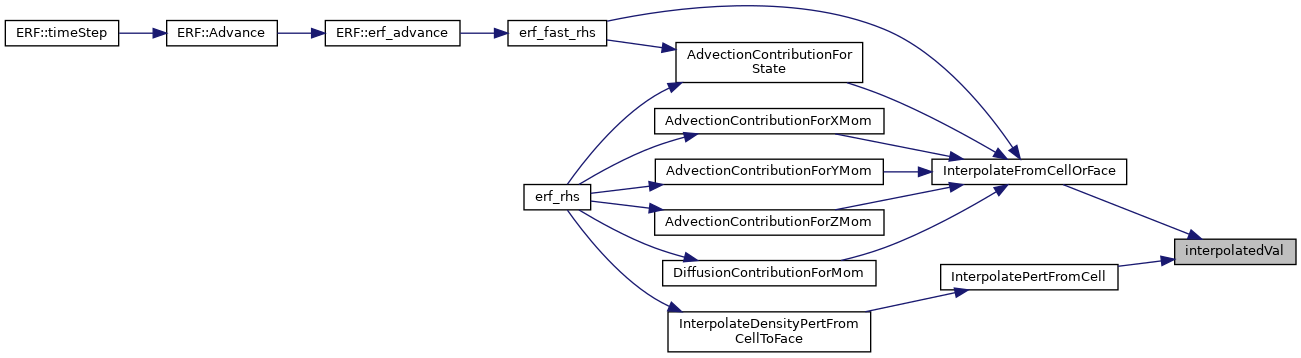 ERF::timeStep
ERF::Advance
ERF::erf_advance
erf_fast_rhs
AdvectionContributionFor
State
AdvectionContributionForXMom
AdvectionContributionForYMom
InterpolateFromCellOrFace
erf_rhs
AdvectionContributionForZMom
interpolatedVal
DiffusionContributionForMom
InterpolatePertFromCell
InterpolateDensityPertFrom
CellToFace